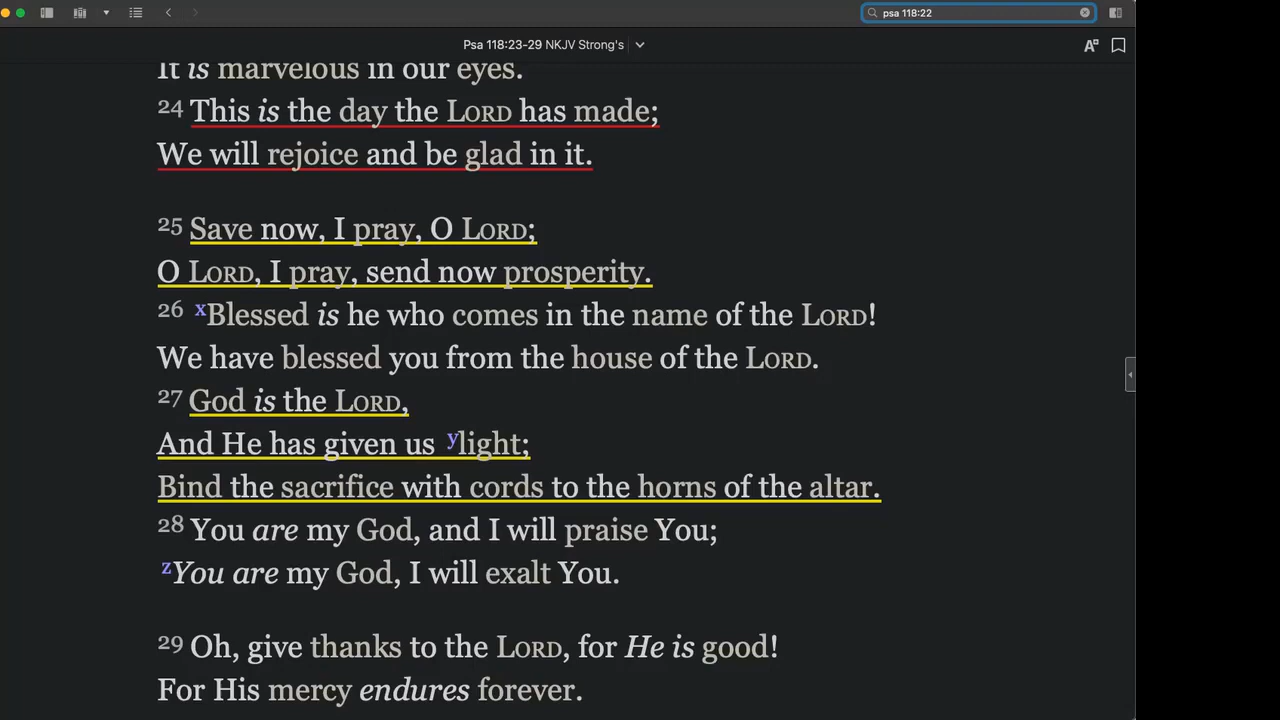 psa 118:22
Psa 118:23-29 NKJV Strong's
It is marvelous in our eyes.
24 This is the day the LORD has made;
We will rejoice and be glad in it.
25 Save now, I pray, O LORD;
O LORD, I pray, send now prosperity.
26 xBlessed is he who comes in the name of the LORD!
We have blessed you from the house of the LORD.
27 God is the LORD,
And He has given us ylight;
Bind the sacrifice with cords to the horns of the altar.
28 You are my God, and I will praise You;
zYou are my God, I will exalt You.
29 Oh, give thanks to the LORD, for He is good!
For His mercy endures forever.